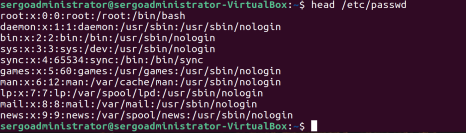 sergoadministrator@sergoadministrator-VirtualBox:~$ head /etc/passwd
root:x:0:0:root:/root:/bin/bash
daemon:x:1:1:daemon:/usr/sbin:/usr/sbin/nologin
bin:x:2:2:bin:/bin:/usr/sbin/nologin
sys:x:3:3:sys:/dev:/usr/sbin/nologin
sync:x:4:65534:sync:/bin:/bin/sync
games:x:5:60:games:/usr/games:/usr/sbin/nologin
man:x:6:12:man:/var/cache/man:/usr/sbin/nologin
lp:x:7:7:lp:/var/spool/lpd:/usr/sbin/nologin
mail:x:8:8:mail:/var/mail:/usr/sbin/nologin
news:x:9:9:news:/var/spool/news:/usr/sbin/nologin
sergoadministrator@sergoadministrator-VirtualBox:~$